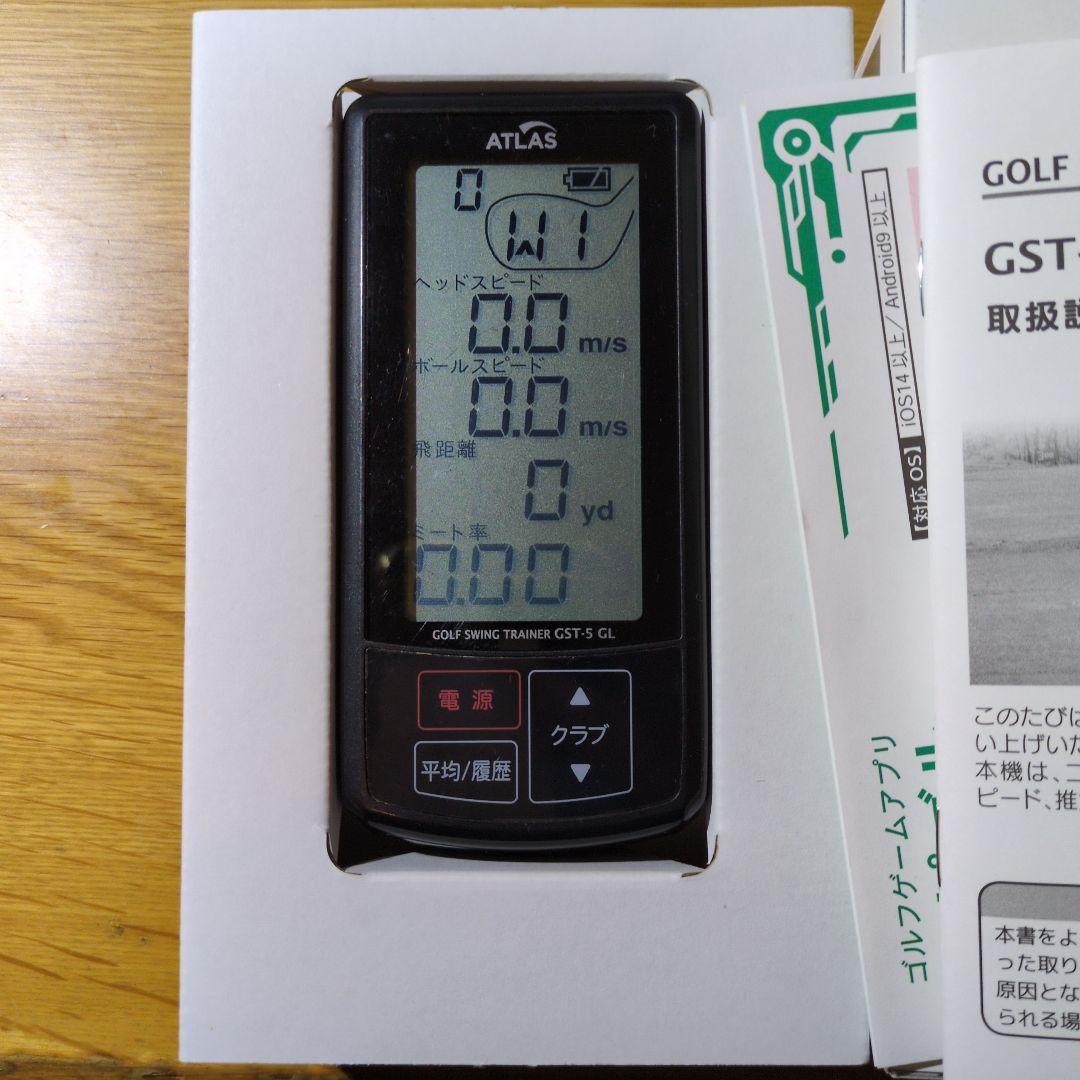 ATLAS
0
W1
ヘッドスピード
0.0 m/s
ボールスピード
0.0 m/s
飛距離
0 yd
ミート率
0.00
GOLF SWING TRAINER GST-5 GL
電源
クラブ
平均/履歴
【対応OS】 iOS14以上/Android9以上
ゴルフゲームアプリ
GOLF
GST-
取扱
このたびは
い上げいた
本機は、
ピード、推
本書をよ
った取り
原因とな
られる場